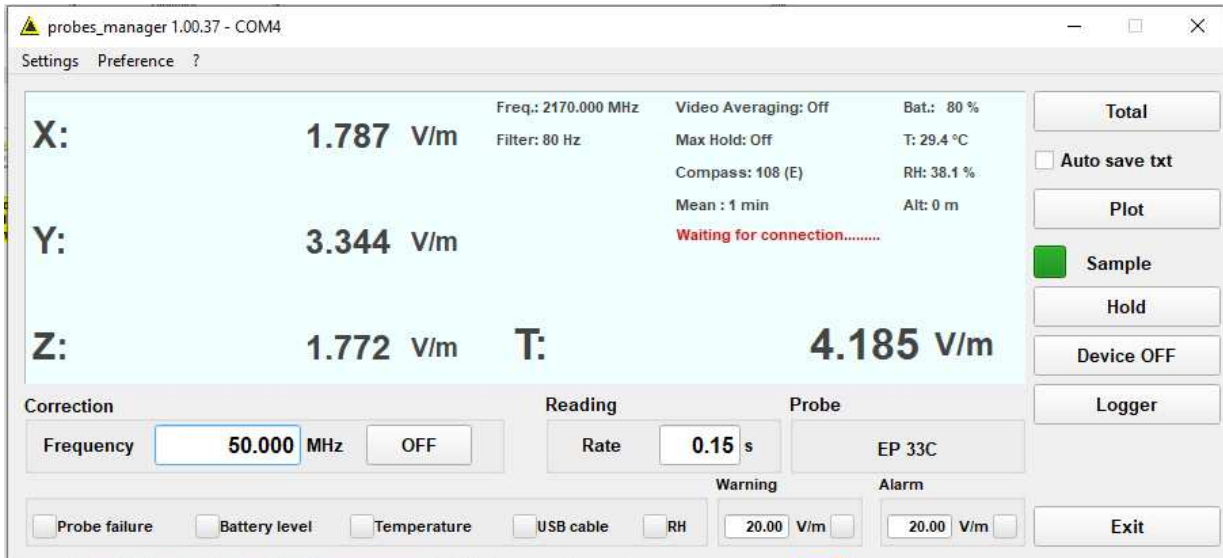 probes_manager 1.00.37 - COM4
Settings Preference ?
X: 1.787 V/m
Freq.: 2170.000 MHz Video Averaging: Off Bat.: 80 %
Filter: 80 Hz Max Hold: Off T: 29.4 °C
Compass: 108 (E) RH: 38.1 %
Mean : 1 min Alt: 0 m
Y: 3.344 V/m
Waiting for connection.........
Z: 1.772 V/m T: 4.185 V/m
Total
Auto save txt
Plot
Sample
Hold
Device OFF
Logger
Correction Reading Probe
Frequency 50.000 MHz OFF Rate 0.15 s EP 33C
Warning Alarm
Probe failure Battery level Temperature USB cable RH 20.00 V/m 20.00 V/m Exit